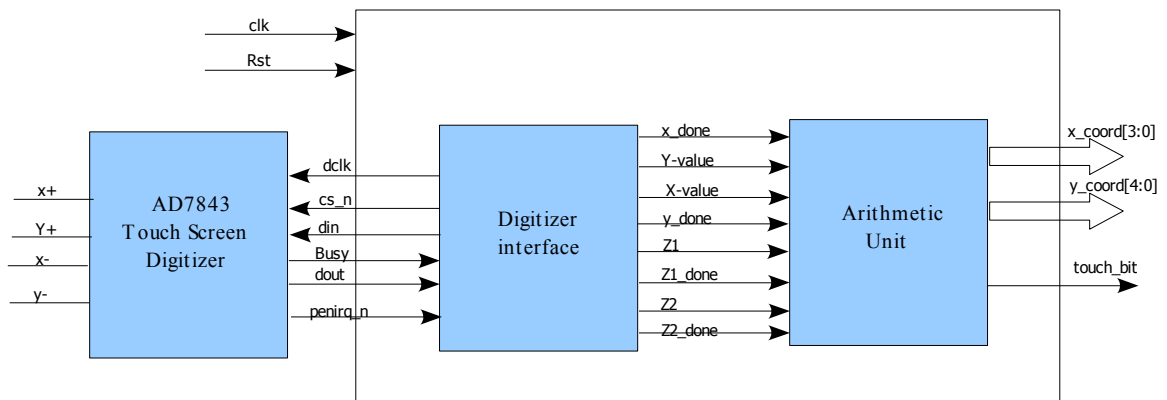 clk
Rst
x+
Y+
x-
y-
AD7843
Touch Screen
Digitizer
dclk
cs_n
din
Busy
dout
penirq_n
Digitizer
interface
x_done
Y-value
X-value
y_done
Z1
Z1_done
Z2
Z2_done
Arithmetic
Unit
x_coord[3:0]
y_coord[4:0]
touch_bit